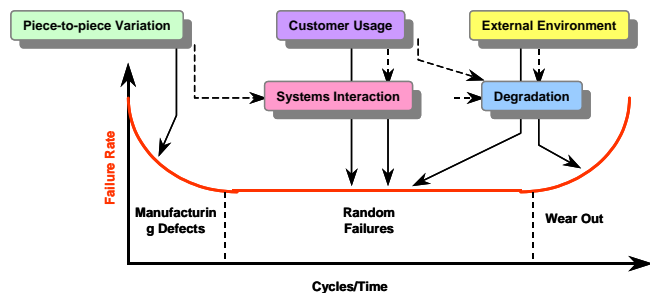 Piece-to-piece Variation
Customer Usage
External Environment
Systems Interaction
Degradation
Failure Rate
Manufacturin
g Defects
Random
Failures
Wear Out
Cycles/Time